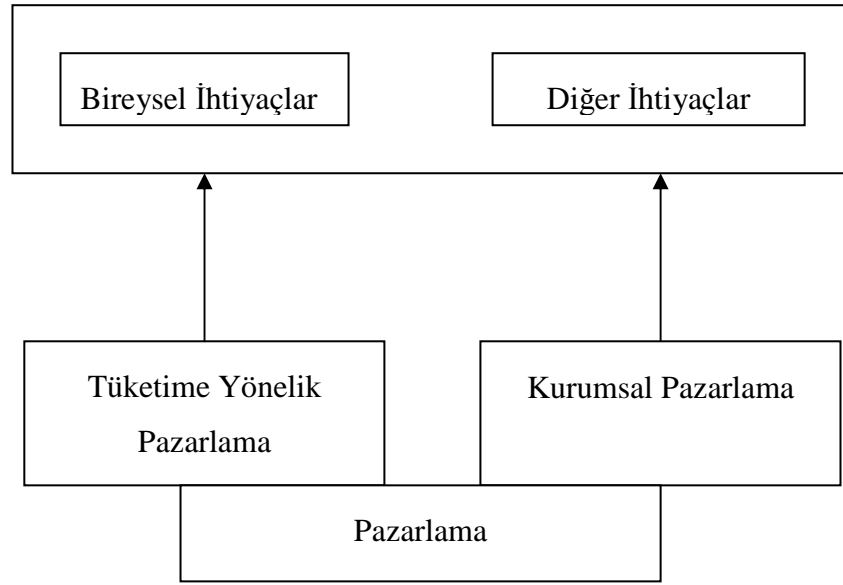 Bireysel İhtiyaçlar
Diğer İhtiyaçlar
Tüketime Yönelik
Pazarlama
Kurumsal Pazarlama
Pazarlama